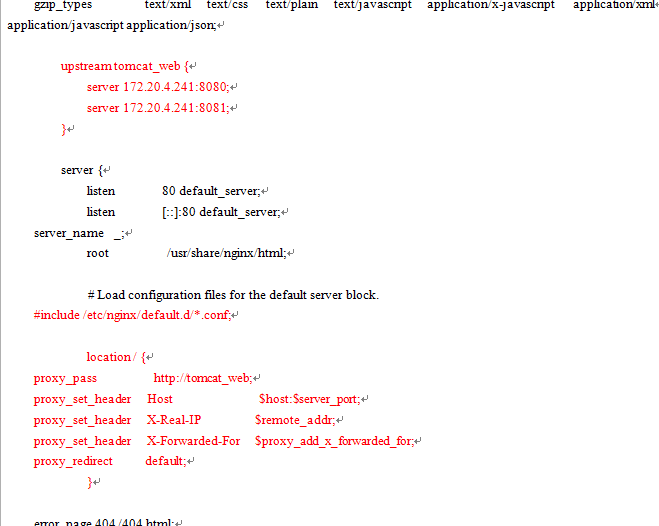 gzip_types text/xml text/css text/plain text/javascript application/x-javascript application/xml
application/javascript application/json;
upstream tomcat_web {
server 172.20.4.241:8080;
server 172.20.4.241:8081;
}
server {
listen 80 default_server;
listen [::]:80 default_server;
server_name _;
root /usr/share/nginx/html;
# Load configuration files for the default server block.
#include /etc/nginx/default.d/*.conf;
location / {
proxy_pass http://tomcat_web;
proxy_set_header Host $host:$server_port;
proxy_set_header X-Real-IP $remote_addr;
proxy_set_header X-Forwarded-For $proxy_add_x_forwarded_for;
proxy_redirect default;
}
error_page 404 /404.html;